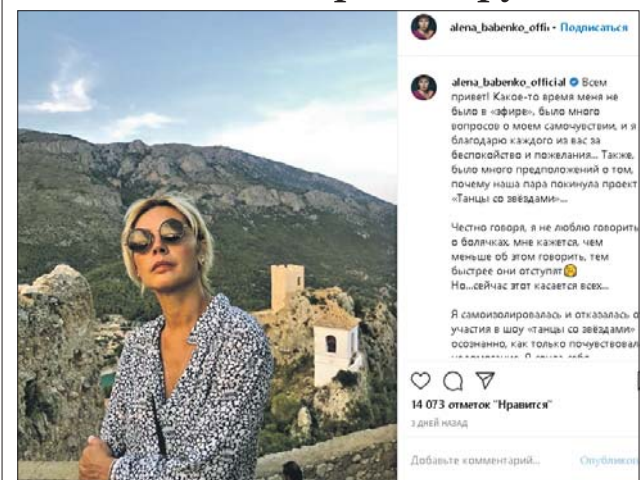 alena_babenko_offi • Подписаться
alena_babenko_official Всем
привет! Какое-то время меня не
было в «эфире», было много
вопросов о моем самочувствии, и я
благодарю каждого из вас за
беспокойство и пожелания... Также,
было много предположений о том,
почему наша пара покинула проект
«Танцы со звёздами»...
Честно говоря, я не люблю говорить
о болячках, мне кажется, чем
меньше об этом говорить, тем
быстрее они отступят
Но...сейчас этот касается всех...
Я самоизолировалась и отказалась о
участия в шоу «танцы со звёздами»
осознанно, как только почувствовал
14 073 отметок "Нравится"
3 ДНЕЙ НАЗАД
Добавьте комментарий...
Опубликов